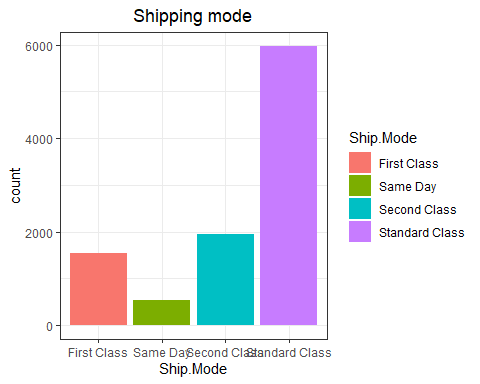 Shipping mode
6000
4000
2000
0
count
First Class Same Day Second Class Standard Class
Ship.Mode
Ship.Mode
First Class
Same Day
Second Class
Standard Class